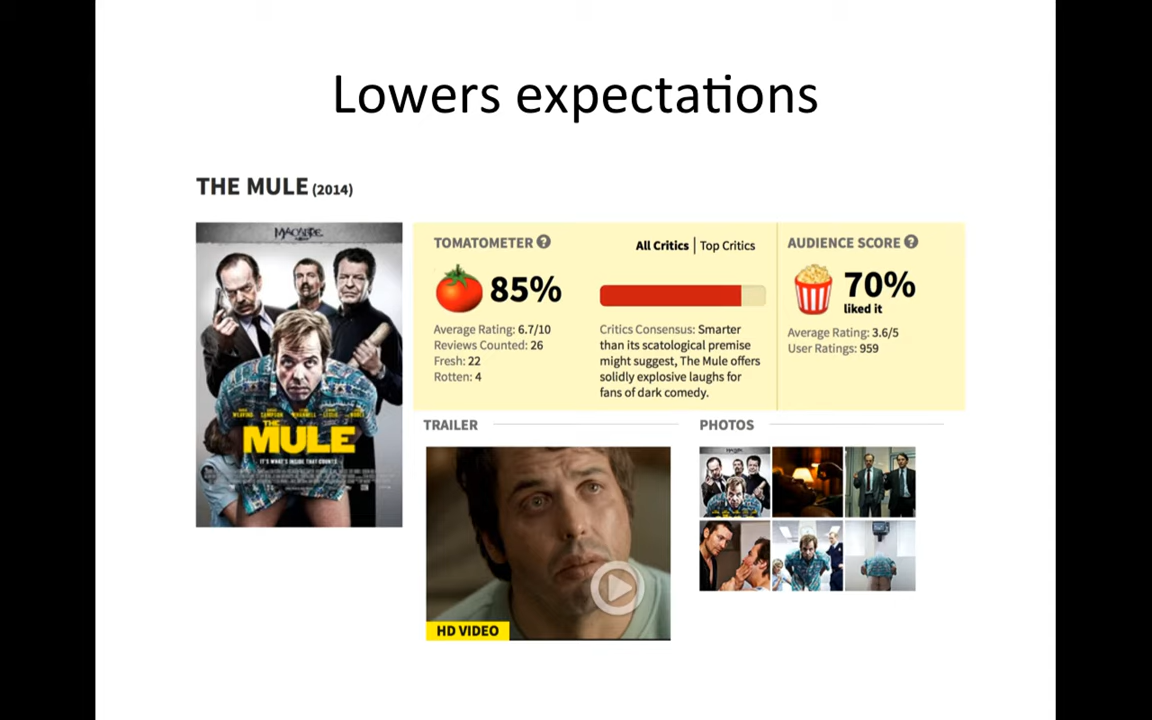 Lowers expectations
THE MULE (2014)
MACABRE
THE
MULE
IT'S WHAT'S INSIDE THAT COUNTS
TOMATOMETER ?
85%
Average Rating: 6.7/10
Reviews Counted: 26
Fresh: 22
Rotten: 4
All Critics | Top Critics
Critics Consensus: Smarter
than its scatological premise
might suggest, The Mule offers
solidly explosive laughs for
fans of dark comedy.
AUDIENCE SCORE ?
70%
liked it
Average Rating: 3.6/5
User Ratings: 959
TRAILER
HD VIDEO
PHOTOS